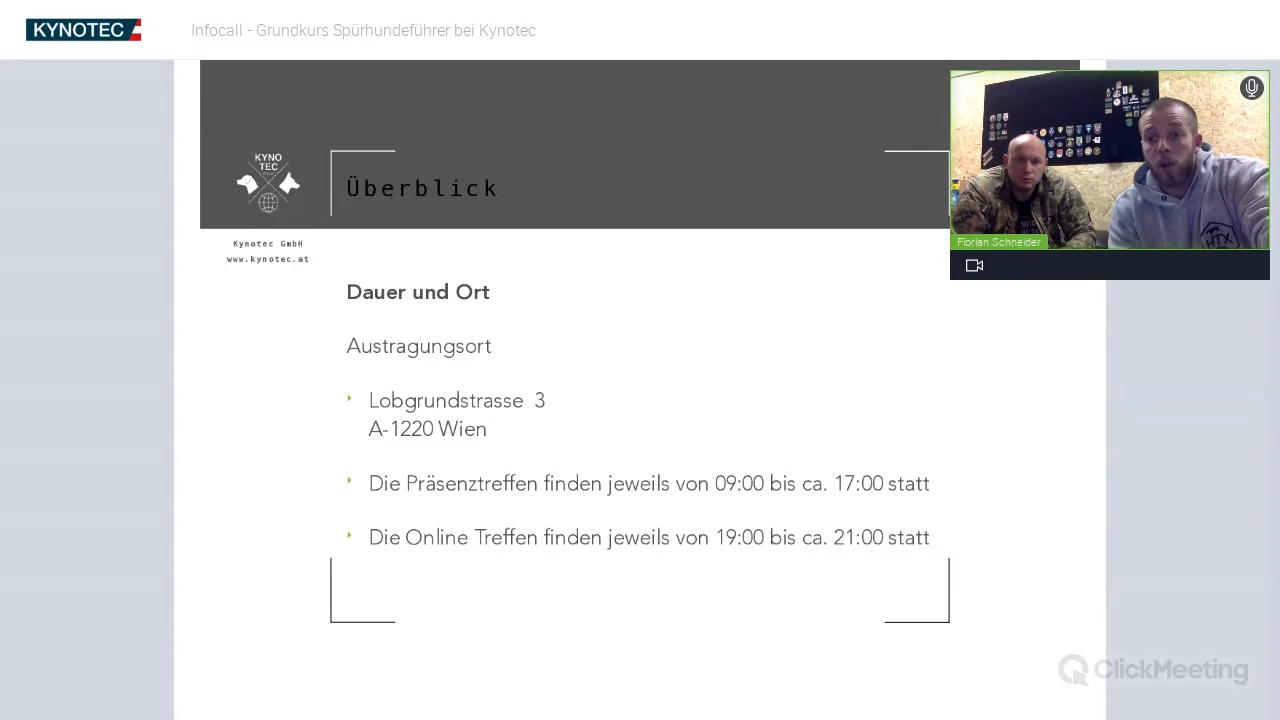 KYNOTEC
Infocall - Grundkurs Spürhundeführer bei Kynotec
KYNO
TEC
Überblick
Florian Schneider
Kynotec GmbH
www.kynotec.at
Dauer und Ort
Austragungsort
Lobgrundstrasse 3
A-1220 Wien
Die Präsenztreffen finden jeweils von 09:00 bis ca. 17:00 statt
Die Online Treffen finden jeweils von 19:00 bis ca. 21:00 statt
ClickMeeting